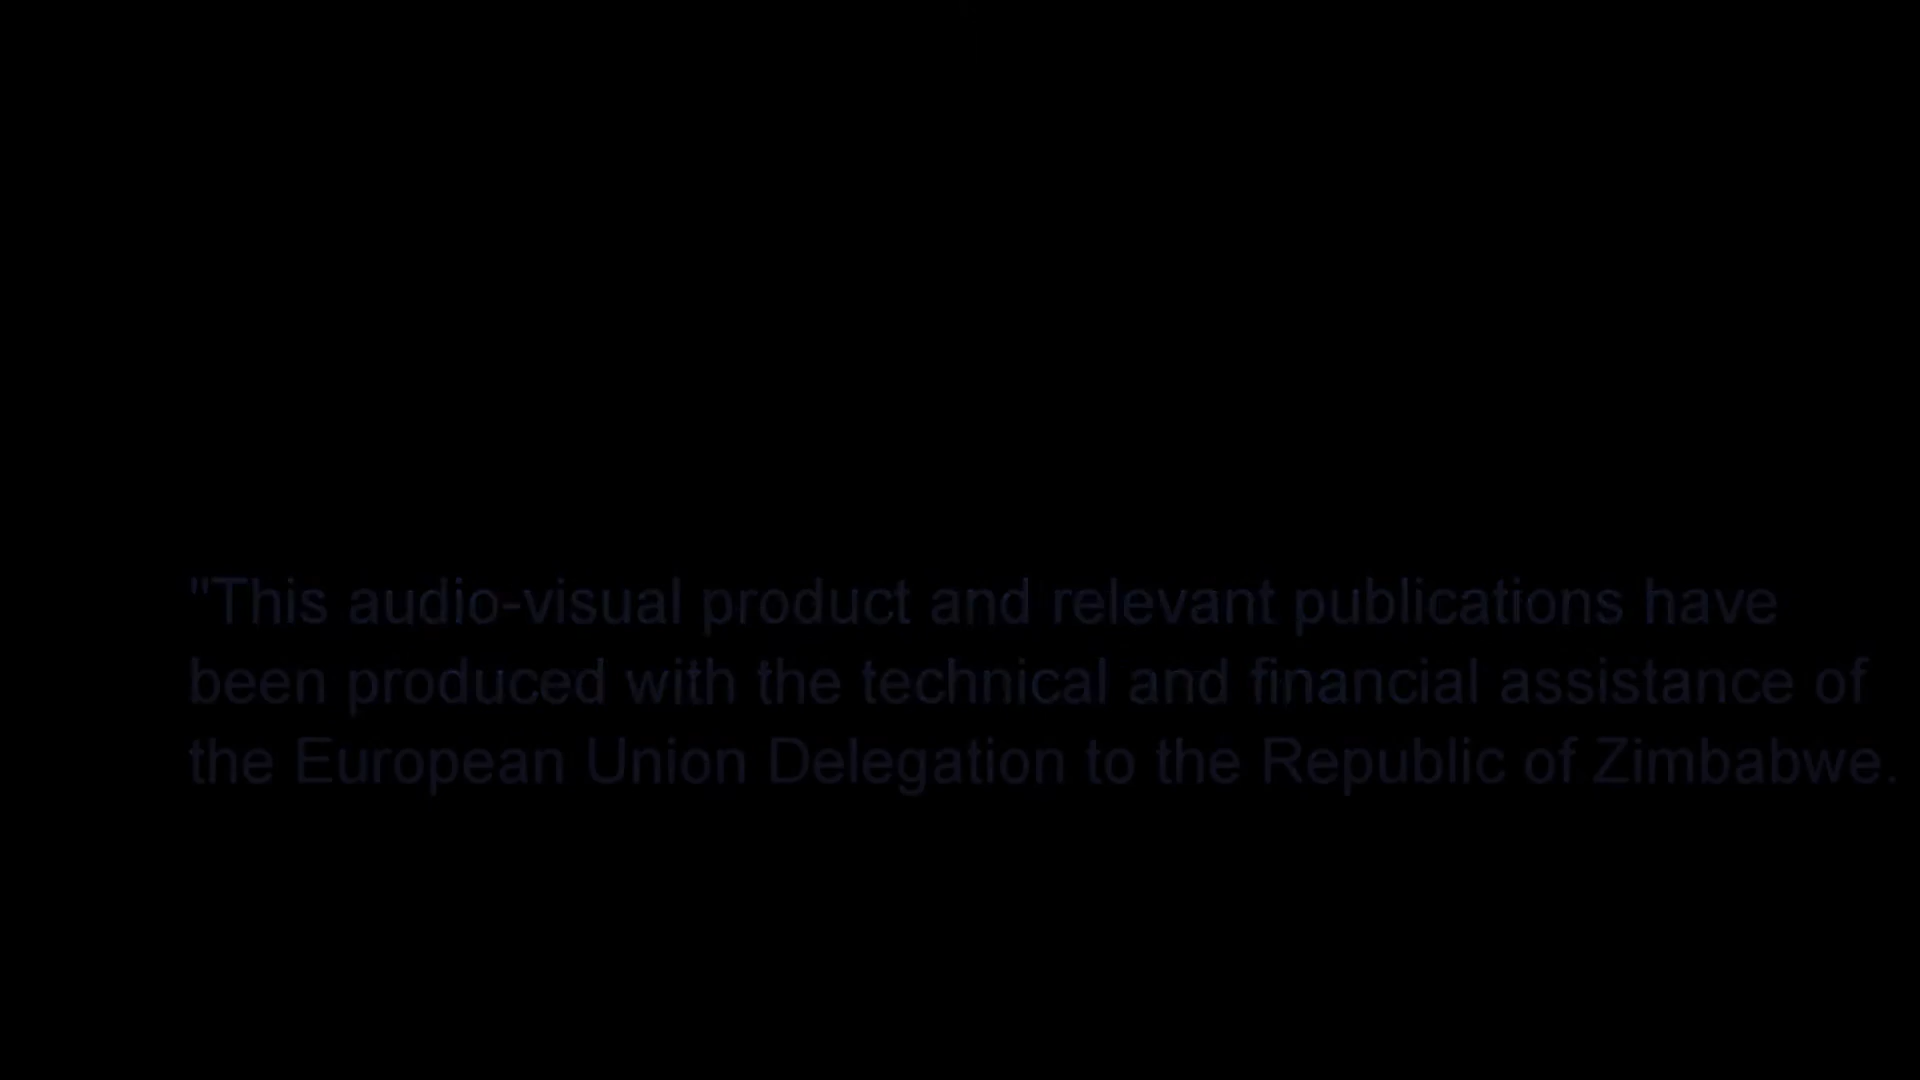 "This audio-visual product and relevant publications have
been produced with the technical and financial assistance of
the European Union Delegation to the Republic of Zimbabwe.